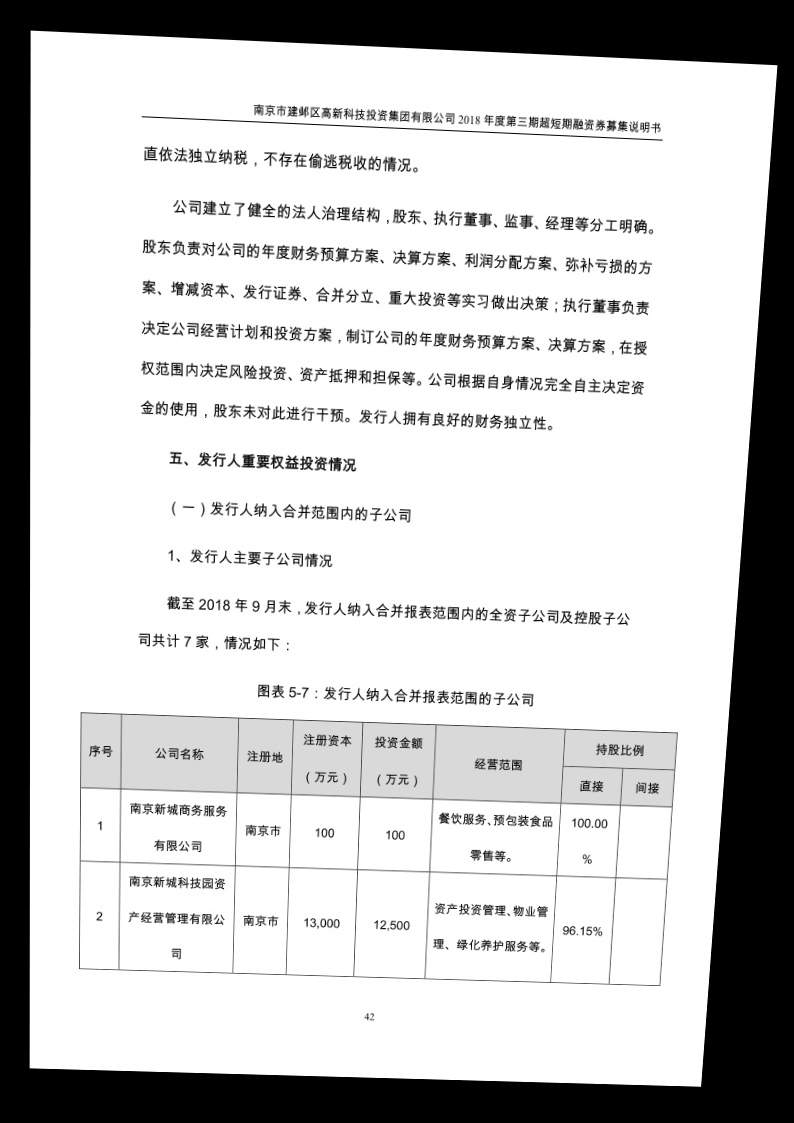 南京市建邺区高新科技投资集团有限公司 2018 年度第三期超短期融资券募集说明书
直依法独立纳税，不存在偷逃税收的情况。
公司建立了健全的法人治理结构，股东、执行董事、监事、经理等分工明确。
股东负责对公司的年度财务预算方案、决算方案、利润分配方案、弥补亏损的方
案、增减资本、发行证券、合并分立、重大投资等实习做出决策；执行董事负责
决定公司经营计划和投资方案，制订公司的年度财务预算方案、决算方案，在授
权范围内决定风险投资、资产抵押和担保等。公司根据自身情况完全自主决定资
金的使用，股东未对此进行干预。发行人拥有良好的财务独立性。
五、发行人重要权益投资情况
（一）发行人纳入合并范围内的子公司
1、发行人主要子公司情况
截至 2018 年 9 月末，发行人纳入合并报表范围内的全资子公司及控股子公
司共计 7 家，情况如下：
图表 5-7：发行人纳入合并报表范围的子公司
序号 公司名称 注册地 注册资本 投资金额 经营范围 持股比例
（万元） （万元） 直接 间接
1 南京新城商务服务 南京市 100 100 餐饮服务、预包装食品 100.00
有限公司 零售等。 %
2 南京新城科技园资 南京市 13,000 12,500 资产投资管理、物业管 96.15%
产经营管理有限公 理、绿化养护服务等。
司
42